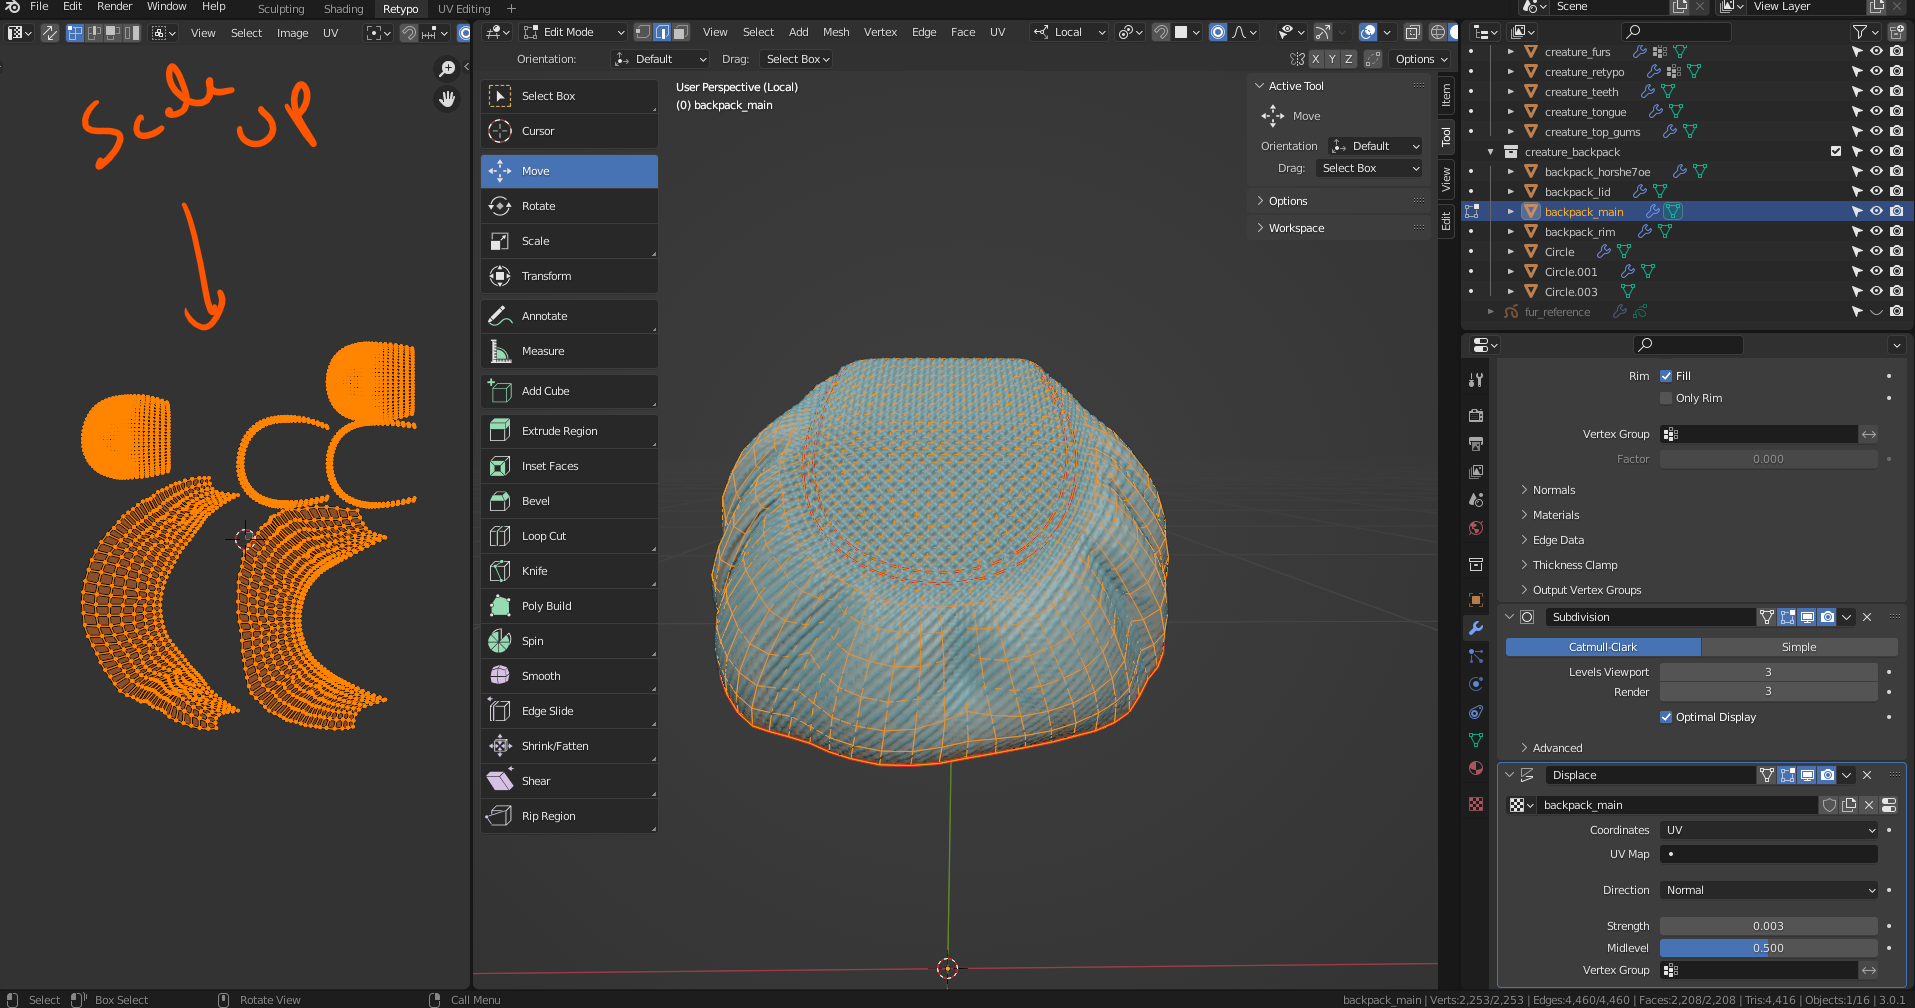 File Edit Render Window Help Sculpting Shading Retypo UV Editing + Scene View Layer
View Select Image UV Edit Mode View Select Add Mesh Vertex Edge Face UV Local
Orientation: Default Drag: Select Box X Y Z Options
Scale
UP
Select Box
Cursor
Move
Rotate
Scale
Transform
Annotate
Measure
Add Cube
Extrude Region
Inset Faces
Bevel
Loop Cut
Knife
Poly Build
Spin
Smooth
Edge Slide
Shrink/Fatten
Shear
Rip Region
User Perspective (Local)
(0) backpack_main
Active Tool
Move
Orientation Default
Drag: Select Box
Options
Workspace
Item
Tool
View
Edit
creature_furs
creature_retypo
creature_teeth
creature_tongue
creature_top_gums
creature_backpack
backpack_horshe7oe
backpack_lid
backpack_main
backpack_rim
Circle
Circle.001
Circle.003
fur_reference
Rim Fill
Only Rim
Vertex Group
Factor 0.000
Normals
Materials
Edge Data
Thickness Clamp
Output Vertex Groups
Subdivision
Catmull-Clark Simple
Levels Viewport 3
Render 3
Optimal Display
Advanced
Displace
backpack_main
Coordinates UV
UV Map
Direction Normal
Strength 0.003
Midlevel 0.500
Vertex Group
Select Box Select Rotate View Call Menu backpack_main | Verts:2,253/2,253 | Edges:4,460/4,460 | Faces:2,208/2,208 | Tris:4,416 | Objects:1/16 | 3.0.1